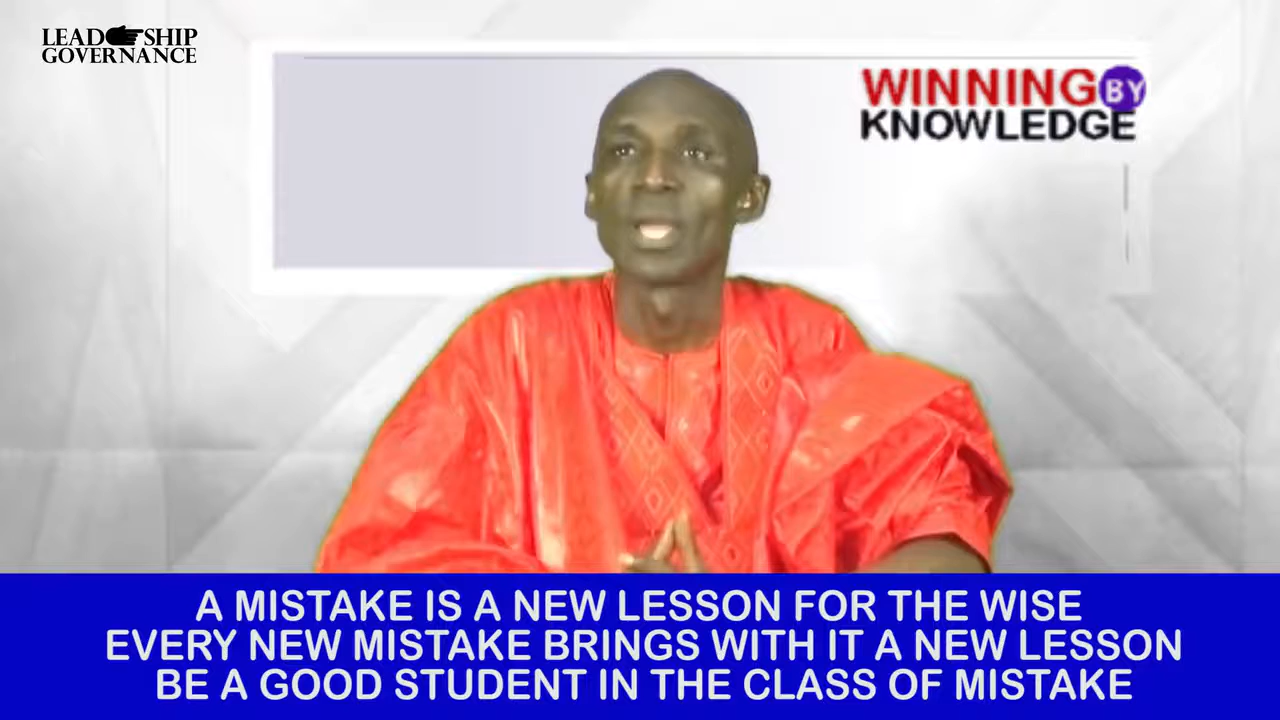 LEADERSHIP
GOVERNANCE
WINNING BY
KNOWLEDGE
A MISTAKE IS A NEW LESSON FOR THE WISE
EVERY NEW MISTAKE BRINGS WITH IT A NEW LESSON
BE A GOOD STUDENT IN THE CLASS OF MISTAKE